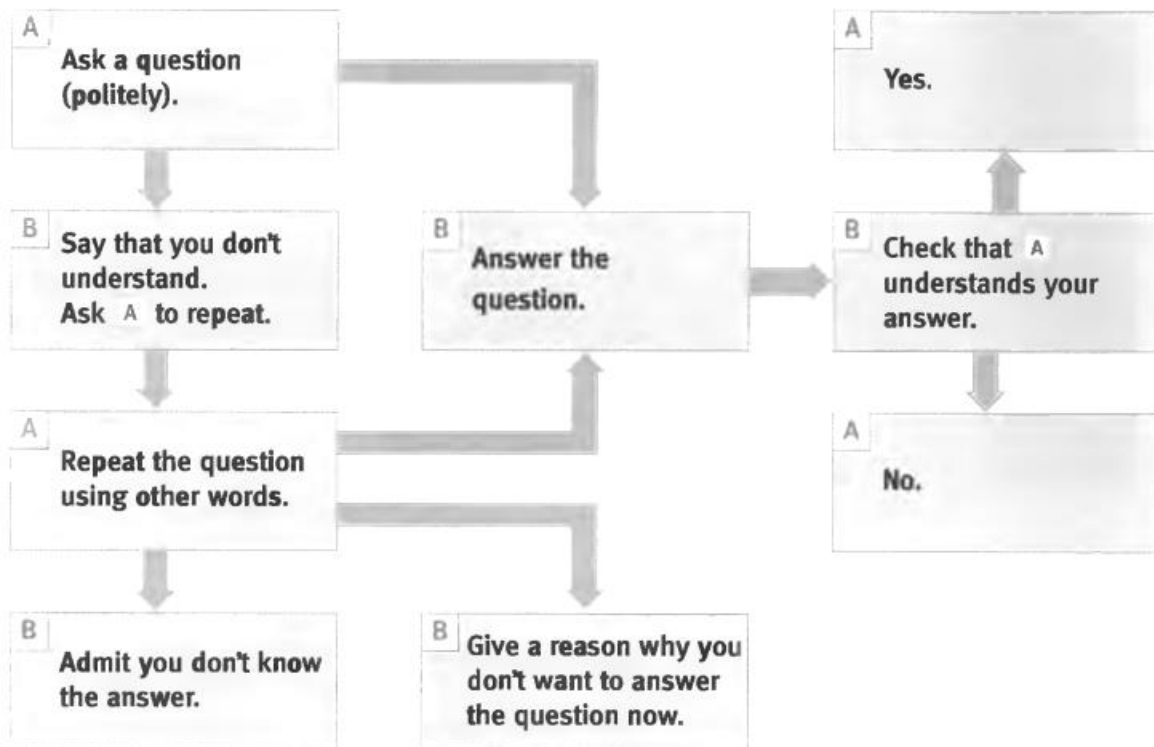 A
Ask a question
(politely).
A
Yes.
B
Say that you don't
understand.
Ask A to repeat.
B
Answer the
question.
B
Check that A
understands your
answer.
A
Repeat the question
using other words.
A
No.
B
Admit you don't know
the answer.
B
Give a reason why you
don't want to answer
the question now.